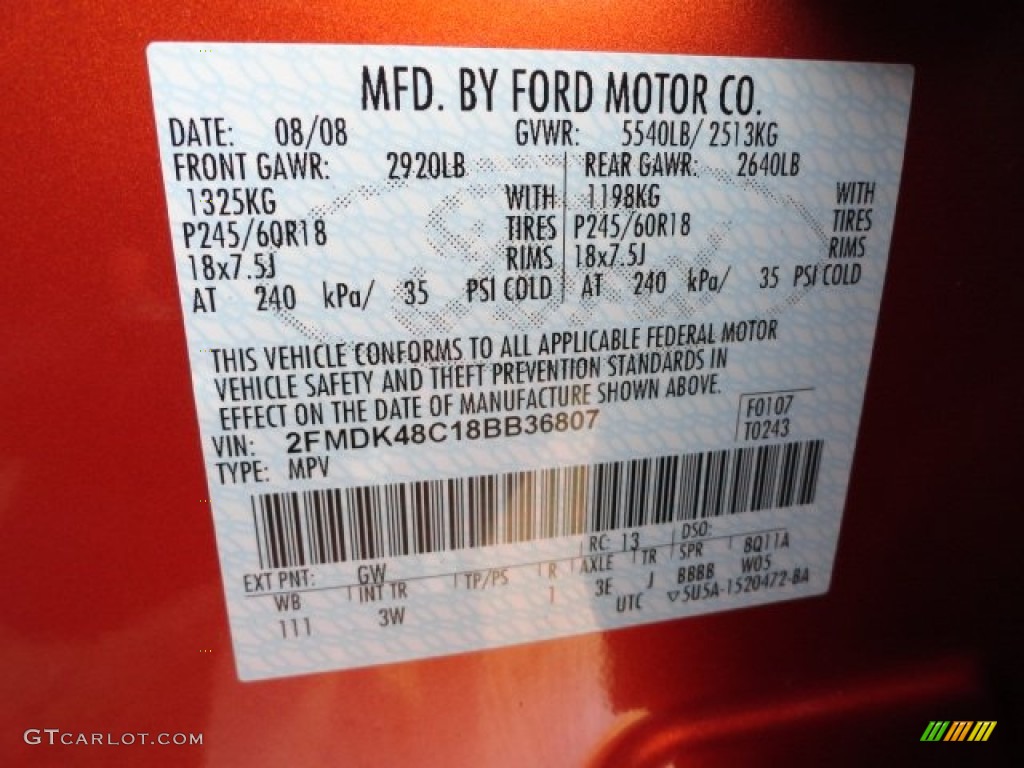 MFD. BY FORD MOTOR CO.
DATE: 08/08 GVWR: 5540LB/ 2513KG
FRONT GAWR: 2920LB REAR GAWR: 2640LB
1325KG WITH 1198KG WITH
P245/60R18 TIRES P245/60R18 TIRES
18x7.5J RIMS 18x7.5J RIMS
AT 240 kPa/ 35 PSI COLD AT 240 kPa/ 35 PSI COLD
THIS VEHICLE CONFORMS TO ALL APPLICABLE FEDERAL MOTOR
VEHICLE SAFETY AND THEFT PREVENTION STANDARDS IN
EFFECT ON THE DATE OF MANUFACTURE SHOWN ABOVE.
VIN: 2FMDK48C18BB36807 F0107
TYPE: MPV T0243
EXT PNT: GW RC: 13 DSO:
WB INT TR TP/PS R AXLE TR SPR 8Q11A
111 3W 1 3E J BBBB W05
UTC ▽5U5A-1520472-BA
GTCARLOT.COM